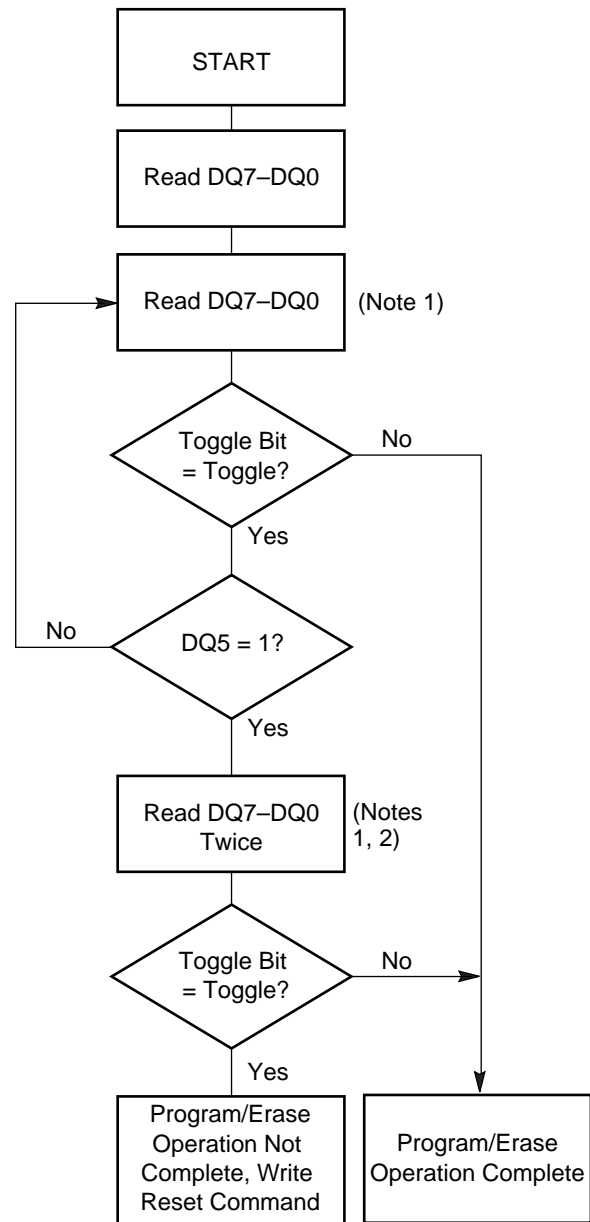 START
Read DQ7–DQ0
Read DQ7–DQ0
(Note 1)
Toggle Bit
= Toggle?
No
Yes
No
DQ5 = 1?
Yes
Read DQ7–DQ0
Twice
(Notes
1, 2)
Toggle Bit
= Toggle?
No
Yes
Program/Erase
Operation Not
Complete, Write
Reset Command
Program/Erase
Operation Complete